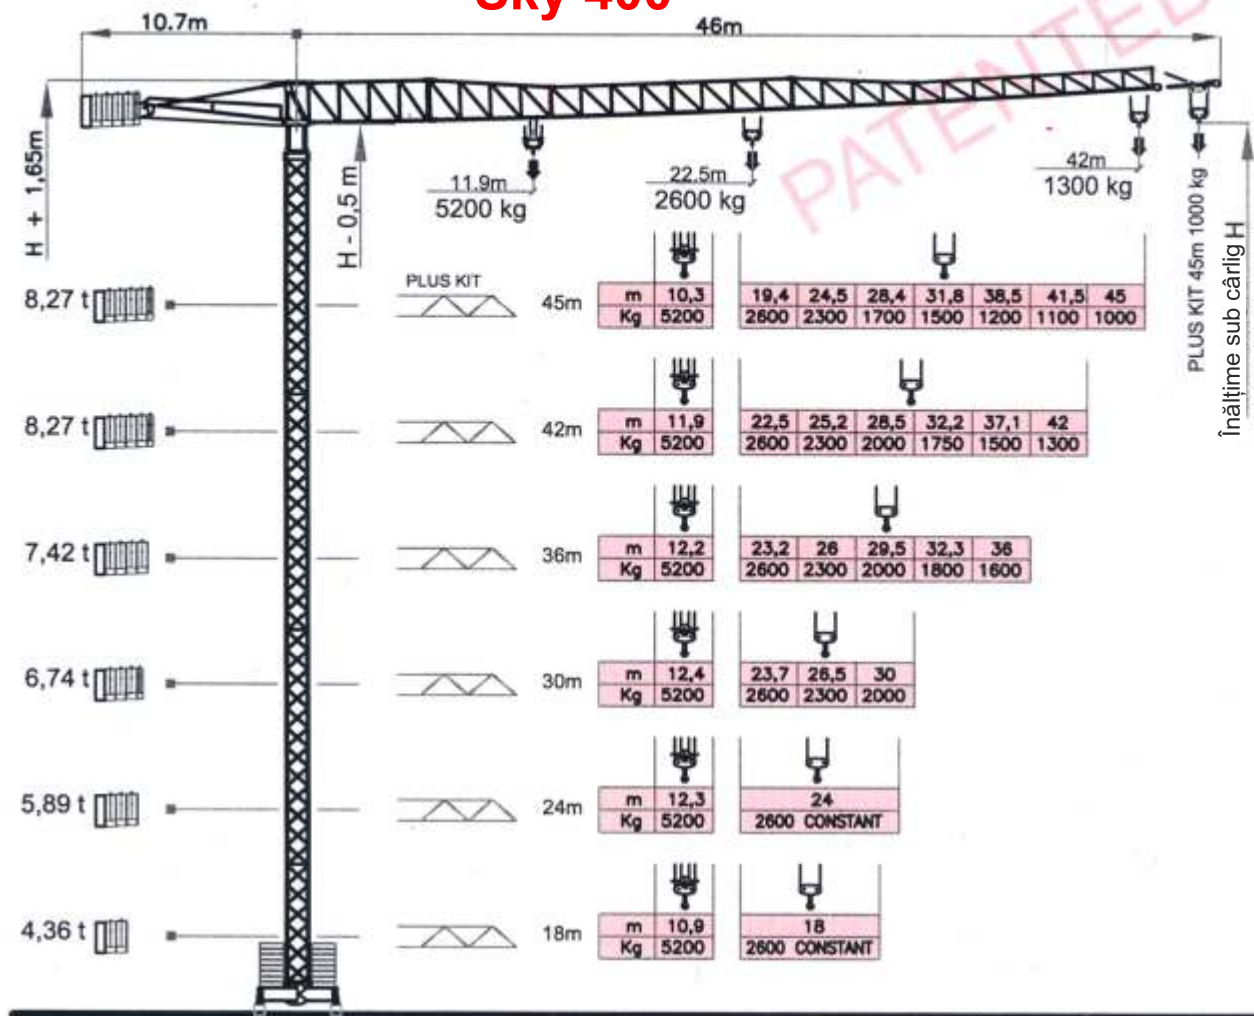 Sky 400
10.7m
46m
PATENTED
H + 1,65m
H - 0,5 m
11.9m
5200 kg
22.5m
2600 kg
42m
1300 kg
PLUS KIT 45m 1000 kg
Înălțime sub cârlig H
8,27 t
PLUS KIT
45m
m 10,3 19,4 24,5 28,4 31,8 38,5 41,5 45
Kg 5200 2600 2300 1700 1500 1200 1100 1000
8,27 t
42m
m 11,9 22,5 25,2 28,5 32,2 37,1 42
Kg 5200 2600 2300 2000 1750 1500 1300
7,42 t
36m
m 12,2 23,2 26 29,5 32,3 36
Kg 5200 2600 2300 2000 1800 1600
6,74 t
30m
m 12,4 23,7 26,5 30
Kg 5200 2600 2300 2000
5,89 t
24m
m 12,3 24
Kg 5200 2600 CONSTANT
4,36 t
18m
m 10,9 18
Kg 5200 2600 CONSTANT